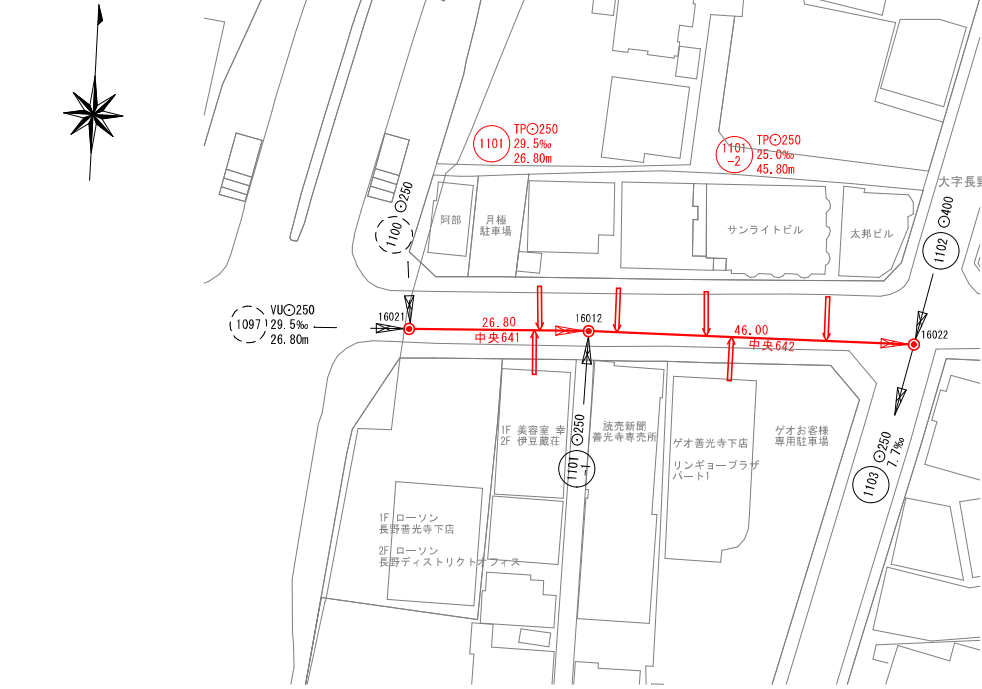 1101
TP⊙250
29.5‰
26.80m
1101
-2
TP⊙250
25.0‰
45.80m
大字長野
1100
⊙250
阿部
月極
駐車場
サンライトビル
太邦ビル
1102
⊙400
1097
VU⊙250
29.5‰
26.80m
16021
26.80
中央641
16012
46.00
中央642
16022
1F 美容室 幸
2F 伊豆蔵荘
1101
-1
⊙250
読売新聞
善光寺専売所
ゲオ善光寺下店
リンギョープラザ
パート1
ゲオお客様
専用駐車場
1103
⊙250
7.7‰
1F ローソン
長野善光寺下店
2F ローソン
長野ディストリクトオフィス